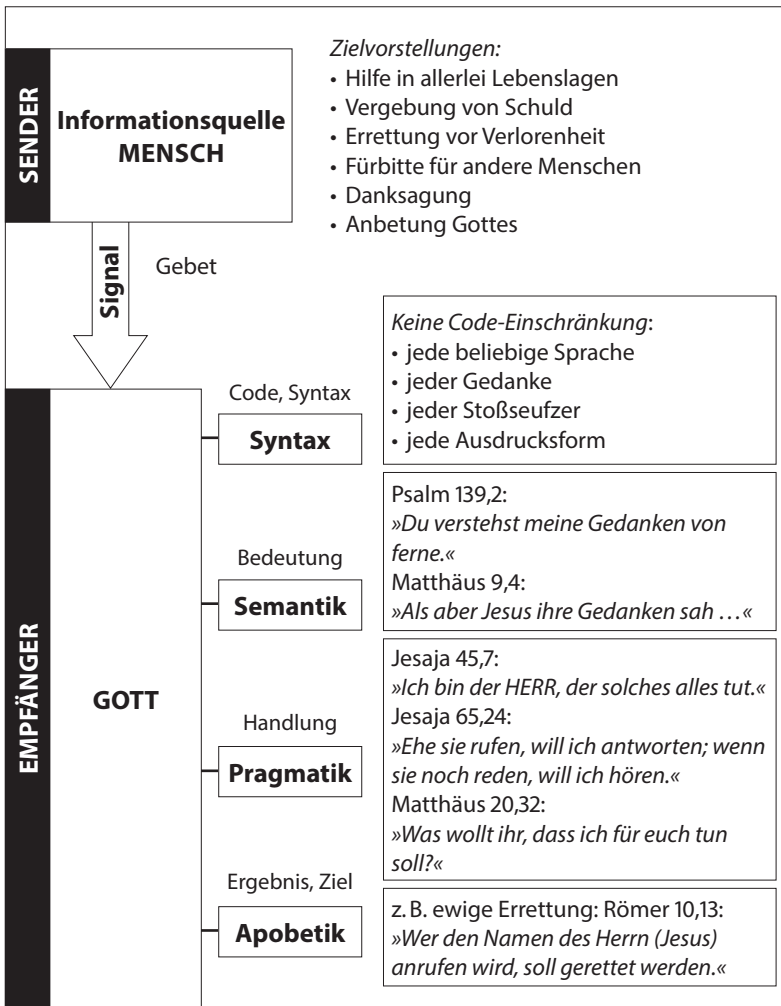 SENDER
Informationsquelle
MENSCH
Zielvorstellungen:
• Hilfe in allerlei Lebenslagen
• Vergebung von Schuld
• Errettung vor Verlorenheit
• Fürbitte für andere Menschen
• Danksagung
• Anbetung Gottes
Signal
Gebet
EMPFÄNGER
GOTT
Code, Syntax
Syntax
Keine Code-Einschränkung:
• jede beliebige Sprache
• jeder Gedanke
• jeder Stoßseufzer
• jede Ausdrucksform
Bedeutung
Semantik
Psalm 139,2:
»Du verstehst meine Gedanken von
ferne.«
Matthäus 9,4:
»Als aber Jesus ihre Gedanken sah …«
Handlung
Pragmatik
Jesaja 45,7:
»Ich bin der HERR, der solches alles tut.«
Jesaja 65,24:
»Ehe sie rufen, will ich antworten; wenn
sie noch reden, will ich hören.«
Matthäus 20,32:
»Was wollt ihr, dass ich für euch tun
soll?«
Ergebnis, Ziel
Apobetik
z. B. ewige Errettung: Römer 10,13:
»Wer den Namen des Herrn (Jesus)
anrufen wird, soll gerettet werden.«